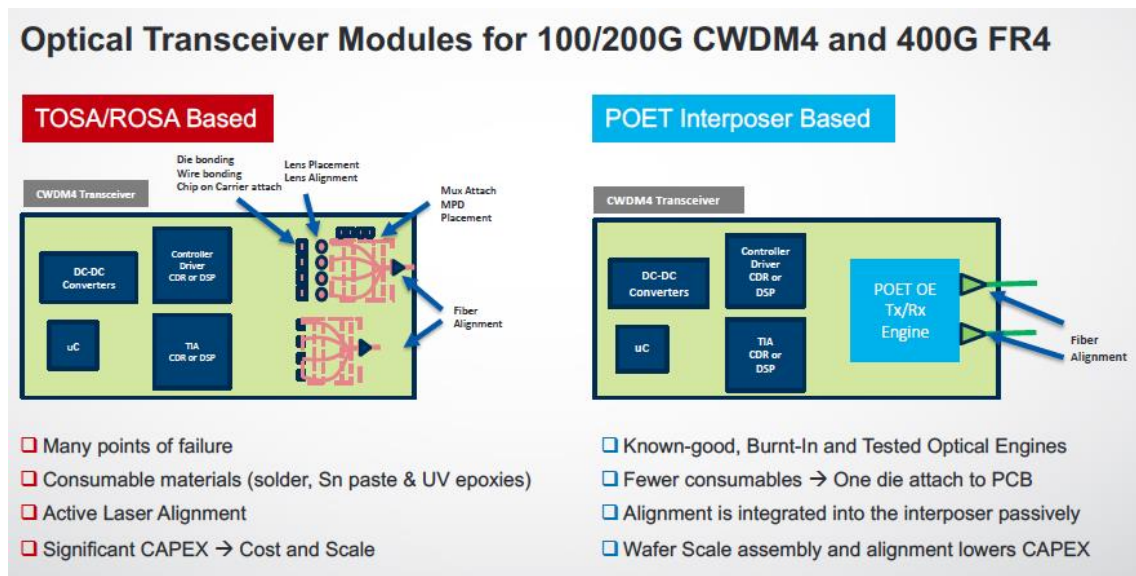 Optical Transceiver Modules for 100/200G CWDM4 and 400G FR4
TOSA/ROSA Based
Die bonding
Wire bonding
Chip on Carrier attach
Lens Placement
Lens Alignment
Mux Attach
MPD
Placement
CWDM4 Transceiver
DC-DC
Converters
Controller
Driver
CDR or DSP
uC
TIA
CDR or DSP
Fiber
Alignment
❑ Many points of failure
❑ Consumable materials (solder, Sn paste & UV epoxies)
❑ Active Laser Alignment
❑ Significant CAPEX → Cost and Scale
POET Interposer Based
CWDM4 Transceiver
DC-DC
Converters
Controller
Driver
CDR or
DSP
uC
TIA
CDR or
DSP
POET OE
Tx/Rx
Engine
Fiber
Alignment
❑ Known-good, Burnt-In and Tested Optical Engines
❑ Fewer consumables → One die attach to PCB
❑ Alignment is integrated into the interposer passively
❑ Wafer Scale assembly and alignment lowers CAPEX